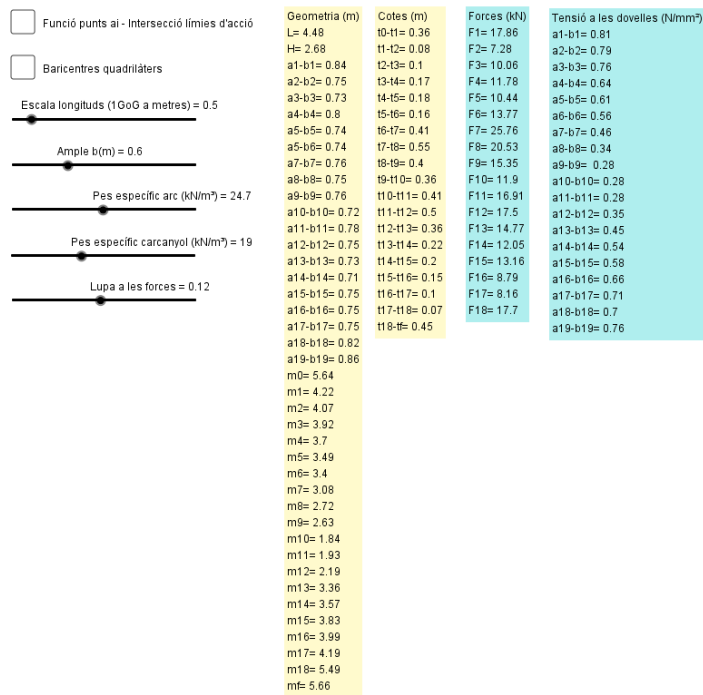 Funció punts ai - Intersecció límies d'acció
Baricentres quadrilàters
Escala longituds (1GoG a metres) = 0.5
Ample b(m) = 0.6
Pes específic arc (kN/m³) = 24.7
Pes específic carcanyol (kN/m³) = 19
Lupa a les forces = 0.12
Geometria (m)
L= 4.48
H= 2.68
a1-b1= 0.84
a2-b2= 0.75
a3-b3= 0.73
a4-b4= 0.8
a5-b5= 0.74
a6-b6= 0.74
a7-b7= 0.76
a8-b8= 0.75
a9-b9= 0.76
a10-b10= 0.72
a11-b11= 0.78
a12-b12= 0.75
a13-b13= 0.73
a14-b14= 0.71
a15-b15= 0.75
a16-b16= 0.75
a17-b17= 0.75
a18-b18= 0.82
a19-b19= 0.86
m0= 5.64
m1= 4.22
m2= 4.07
m3= 3.92
m4= 3.7
m5= 3.49
m6= 3.4
m7= 3.08
m8= 2.72
m9= 2.63
m10= 1.84
m11= 1.93
m12= 2.19
m13= 3.36
m14= 3.57
m15= 3.83
m16= 3.99
m17= 4.19
m18= 5.49
mf= 5.66
Cotes (m)
t0-t1= 0.36
t1-t2= 0.08
t2-t3= 0.1
t3-t4= 0.17
t4-t5= 0.18
t5-t6= 0.16
t6-t7= 0.41
t7-t8= 0.55
t8-t9= 0.4
t9-t10= 0.36
t10-t11= 0.41
t11-t12= 0.5
t12-t13= 0.36
t13-t14= 0.22
t14-t15= 0.2
t15-t16= 0.15
t16-t17= 0.1
t17-t18= 0.07
t18-tf= 0.45
Forces (kN)
F1= 17.86
F2= 7.28
F3= 10.06
F4= 11.78
F5= 10.44
F6= 13.77
F7= 25.76
F8= 20.53
F9= 15.35
F10= 11.9
F11= 16.91
F12= 17.5
F13= 14.77
F14= 12.05
F15= 13.16
F16= 8.79
F17= 8.16
F18= 17.7
Tensió a les dovelles (N/mm²)
a1-b1= 0.81
a2-b2= 0.79
a3-b3= 0.76
a4-b4= 0.64
a5-b5= 0.61
a6-b6= 0.56
a7-b7= 0.46
a8-b8= 0.34
a9-b9= 0.28
a10-b10= 0.28
a11-b11= 0.28
a12-b12= 0.35
a13-b13= 0.45
a14-b14= 0.54
a15-b15= 0.58
a16-b16= 0.66
a17-b17= 0.71
a18-b18= 0.7
a19-b19= 0.76